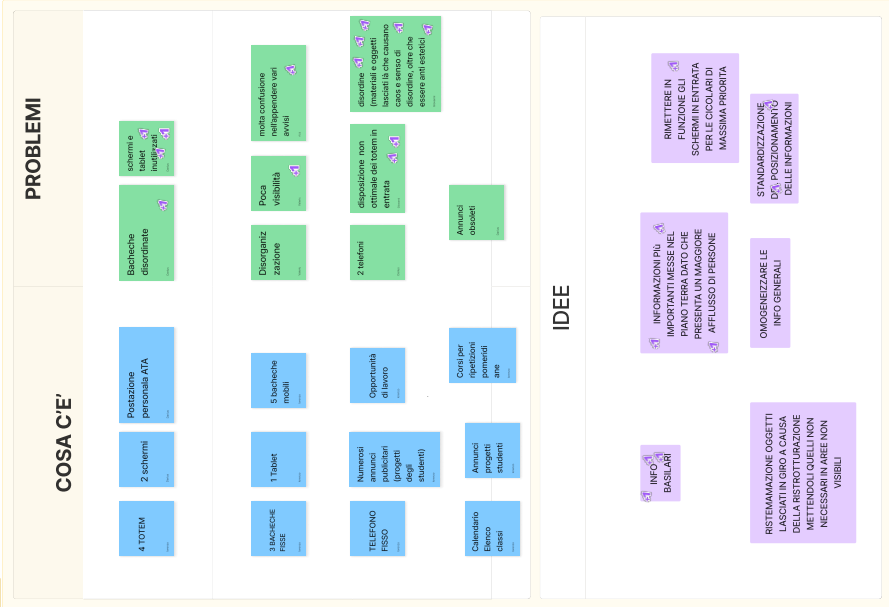 COSA C'E'
4 TOTEM
2 schermi
Postazione
personala ATA
3 BACHECHE
FISSE
1 Tablet
5 bacheche
mobili
TELEFONO
FISSO
Numerosi
annunci
publicitari
(progetti
degli
studenti)
Opportunità
di lavoro
Calendario
Elenco
classi
Annunci
progetti
studenti
Corsi per
ripetizioni
pomeridi
ane
PROBLEMI
Bacheche
disordinate
schermi e
tablet
inutilizzati
Disorganiz
zazione
Poca
visibilità
molta confusione
nell'appendere vari
avvisi
2 telefoni
disposizione non
ottimale dei totem in
entrata
disordine
(materiali e oggetti
lasciati là che causano
caos e senso di
disordine, oltre che
essere anti estetici
Annunci
obsoleti
IDEE
INFO
BASILARI
INFORMAZIONI Più
IMPORTANTI MESSE NEL
PIANO TERRA DATO CHE
PRESENTA UN MAGGIORE
AFFLUSSO DI PERSONE
RIMETTERE IN
FUNZIONE GLI
SCHERMI IN ENTRATA
PER LE CICOLARI DI
MASSIMA PRIORITA
RISTEMAMAZIONE OGGETTI
LASCIATI IN GIRO A CAUSA
DELLA RISTROTTURAZIONE
METTENDOLI QUELLI NON
NECESSARI IN AREE NON
VISIBILI
OMOGENEIZZARE LE
INFO GENERALI
STANDARDIZZAZIONE
POSIZIONAMENTO
DELLE INFORMAZIONI